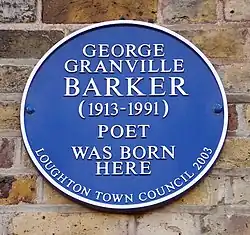 GEORGE
GRANVILLE
BARKER
(1913-1991)
POET
WAS BORN
HERE
LOUGHTON TOWN COUNCIL 2003